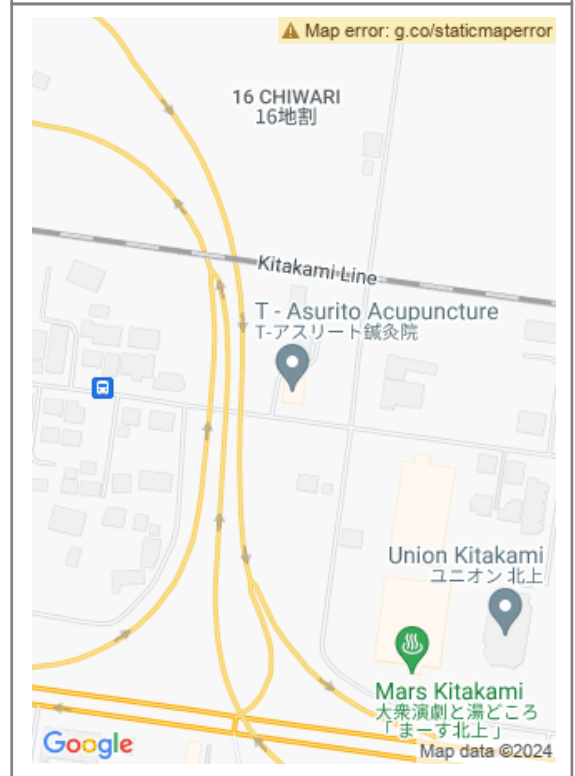 Map error: g.co/staticmaperror
16 CHIWARI
16地割
Kitakami Line
T - Asurito Acupuncture
T-アスリート鍼灸院
Union Kitakami
ユニオン 北上
Mars Kitakami
大衆演劇と湯どころ
「 まーす北上 」
Google
Map data ©2024